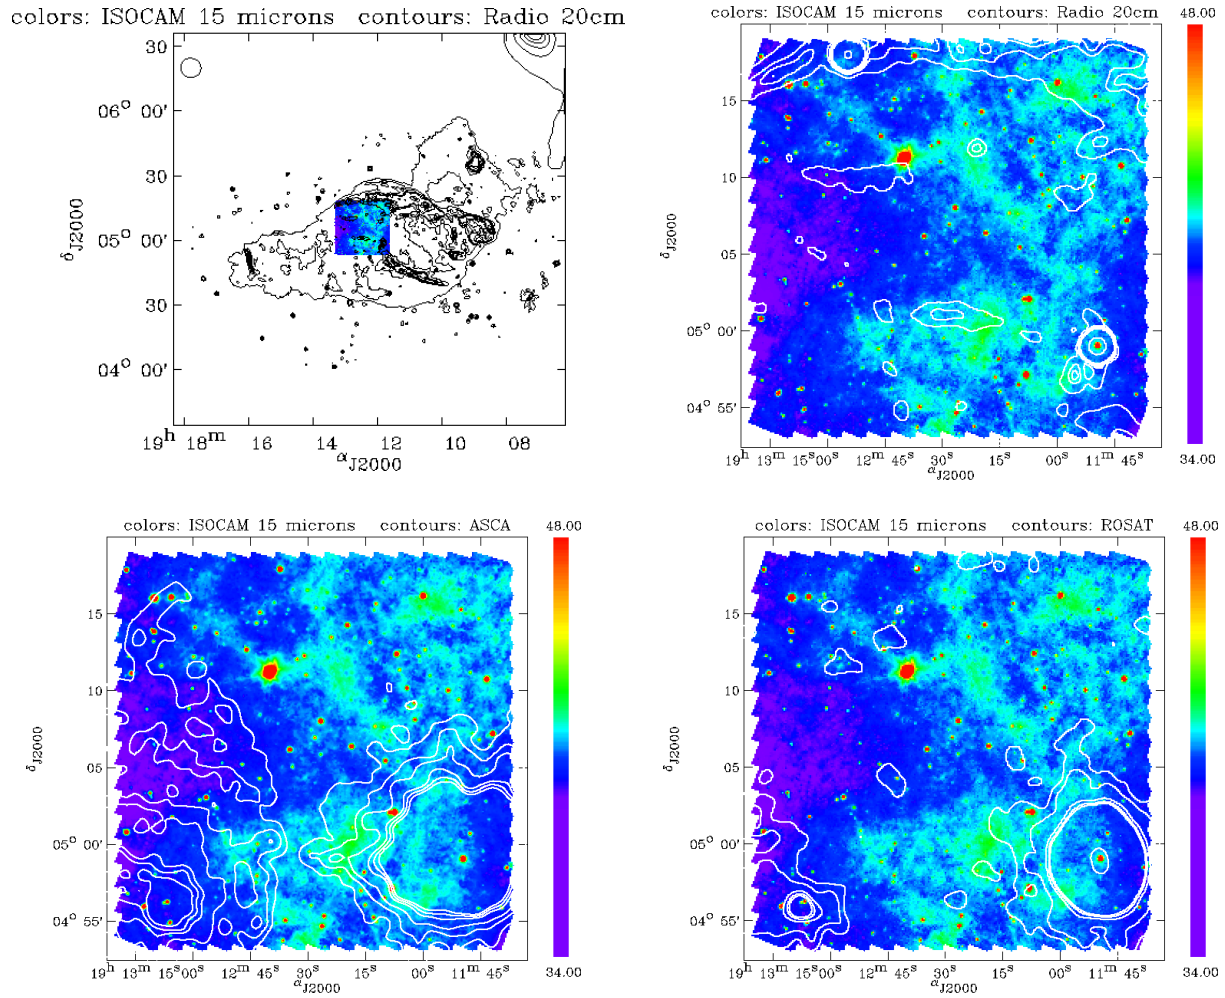 colors: ISOCAM 15 microns contours: Radio 20cm
30
06° 00'
30
05° 00'
30
04° 00'
δJ2000
19h 18m 16 14 12 10 08
αJ2000
colors: ISOCAM 15 microns contours: Radio 20cm 48.00
15
10
05
05° 00'
04° 55'
δJ2000
34.00
19h 13m 15s 00s 12m 45s 30s 15s 00s 11m 45s
αJ2000
colors: ISOCAM 15 microns contours: ASCA 48.00
15
10
05
05° 00'
04° 55'
δJ2000
34.00
19h 13m 15s 00s 12m 45s 30s 15s 00s 11m 45s
αJ2000
colors: ISOCAM 15 microns contours: ROSAT 48.00
15
10
05
05° 00'
04° 55'
δJ2000
34.00
19h 13m 15s 00s 12m 45s 30s 15s 00s 11m 45s
αJ2000